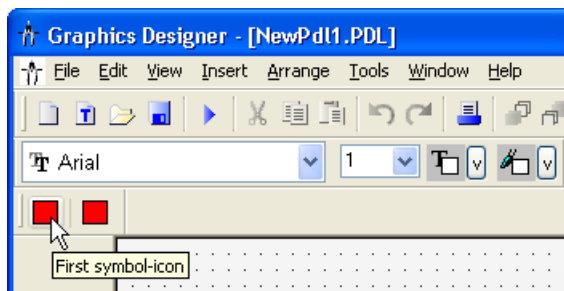 Graphics Designer - [NewPdl1.PDL]
File Edit View Insert Arrange Tools Window Help
Arial 1
First symbol-icon